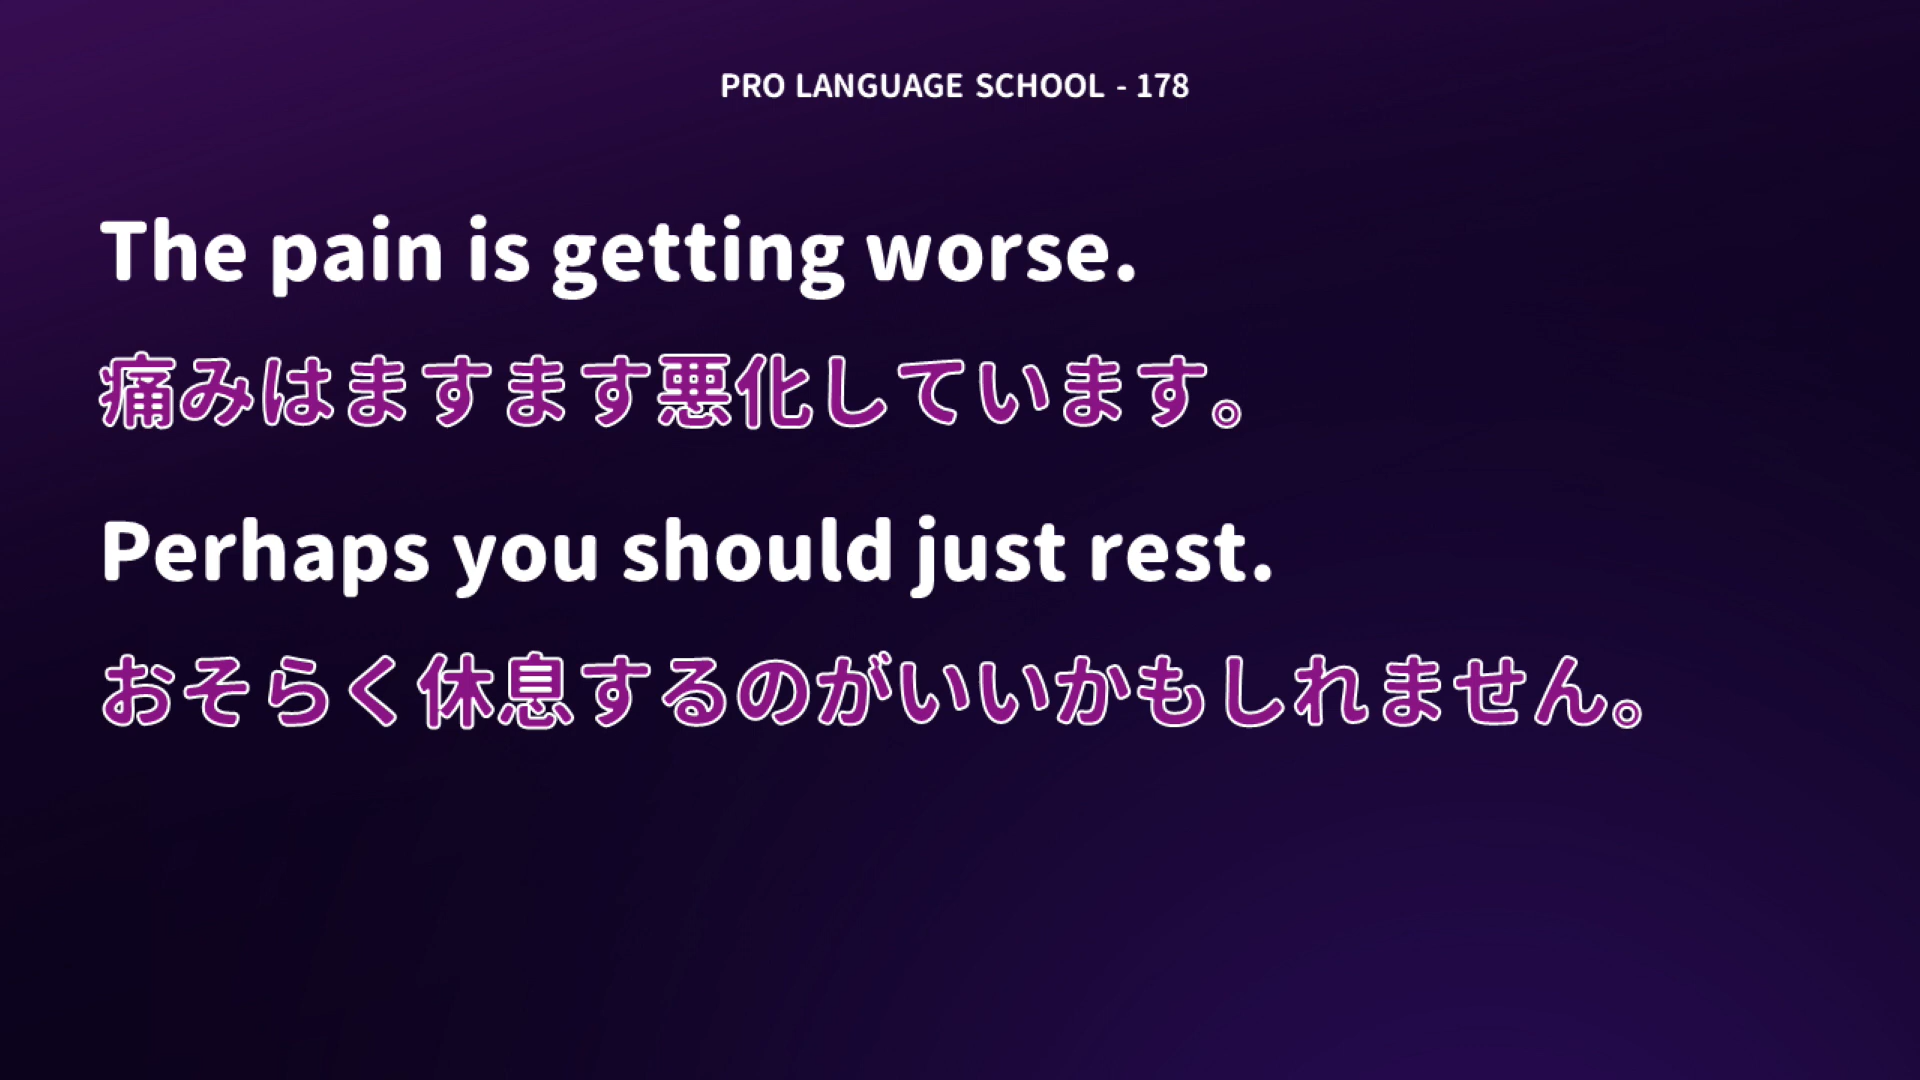 PRO LANGUAGE SCHOOL - 178
The pain is getting worse.
痛みはますます悪化しています。
Perhaps you should just rest.
おそらく休息するのがいいかもしれません。